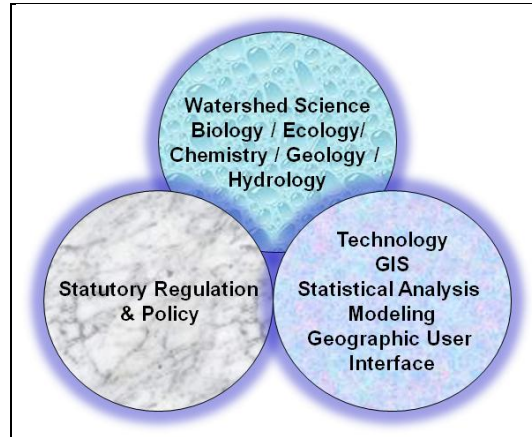 Watershed Science
Biology / Ecology/
Chemistry / Geology /
Hydrology
Statutory Regulation
& Policy
Technology
GIS
Statistical Analysis
Modeling
Geographic User
Interface